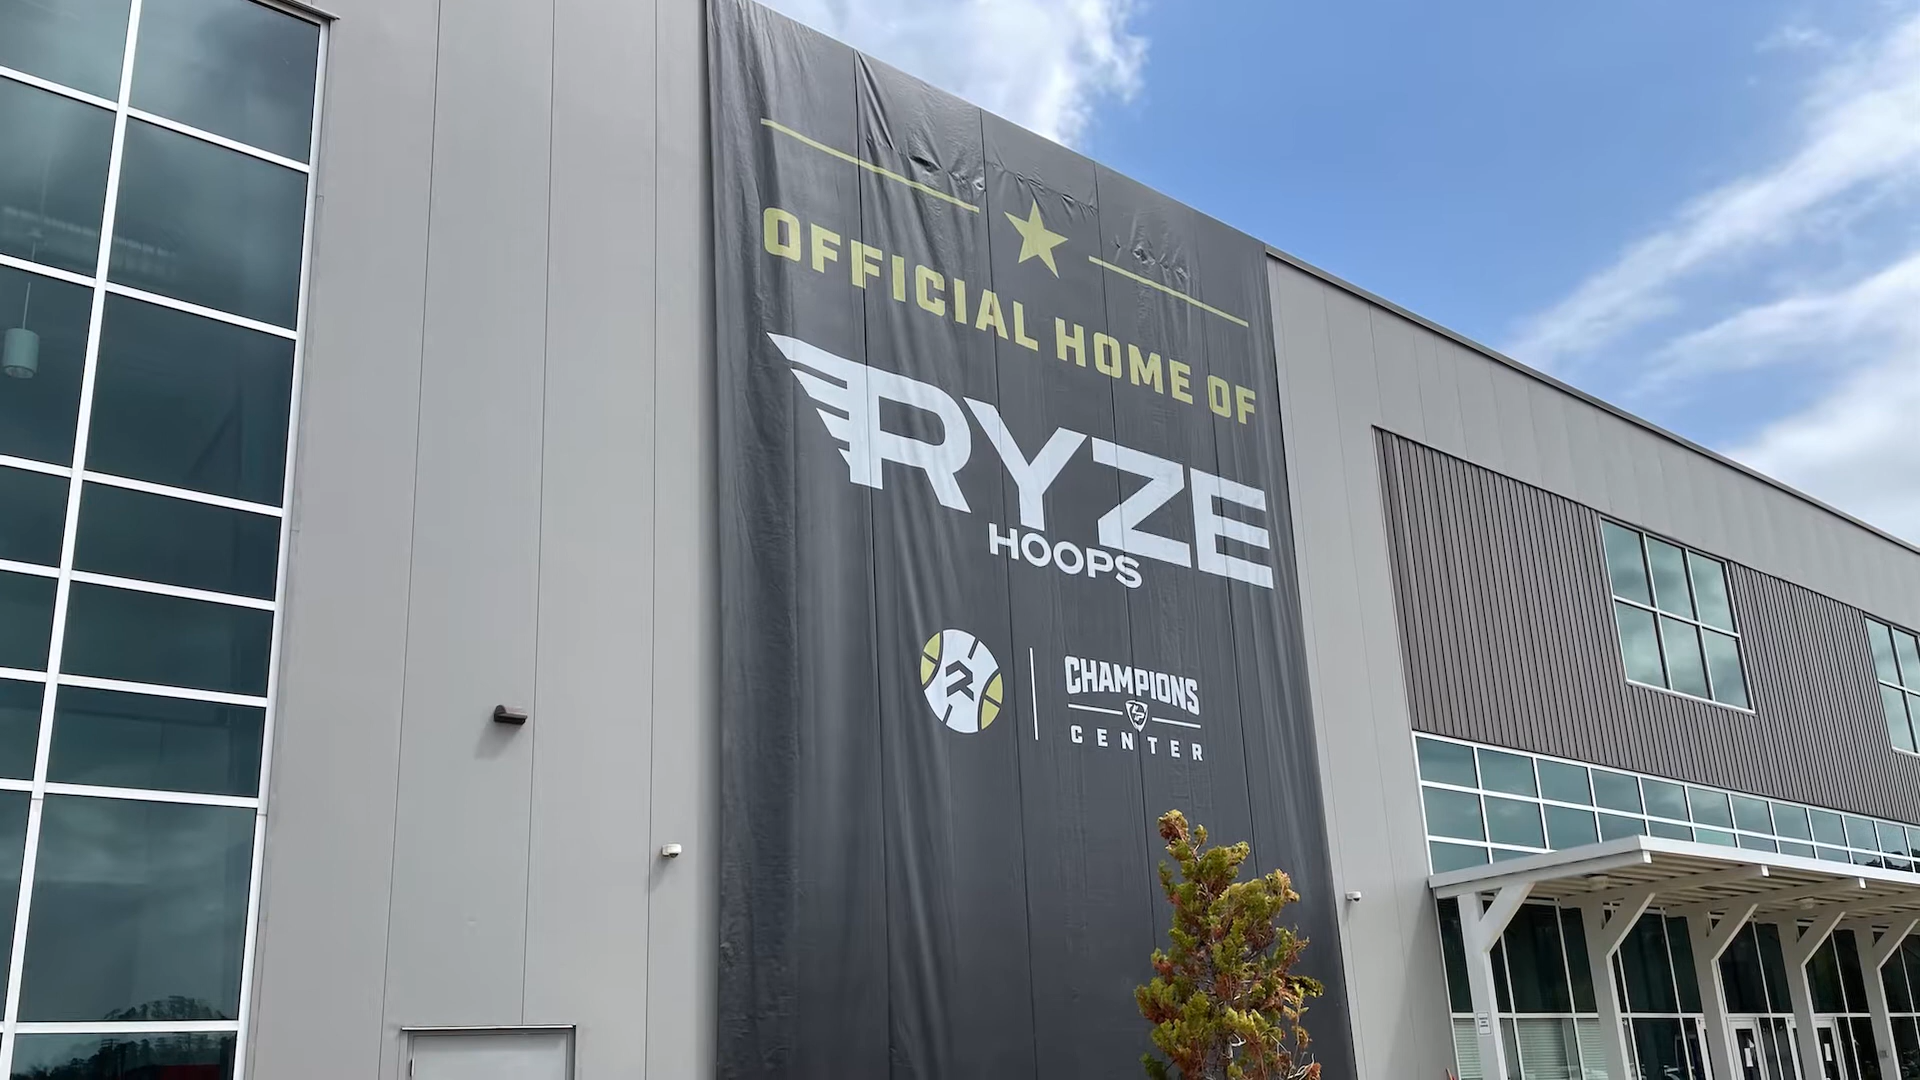 OFFICIAL HOME OF
RYZE
HOOPS
CHAMPIONS
CENTER